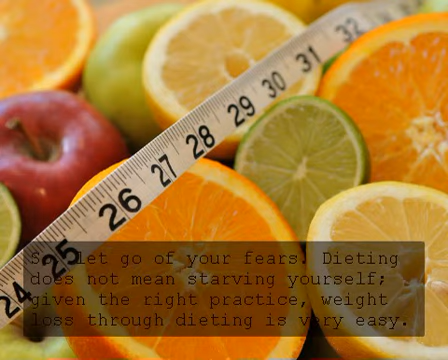 24 25 26 27 28 29 30 31 32
So let go of your fears. Dieting
does not mean starving yourself;
given the right practice, weight
loss through dieting is very easy.